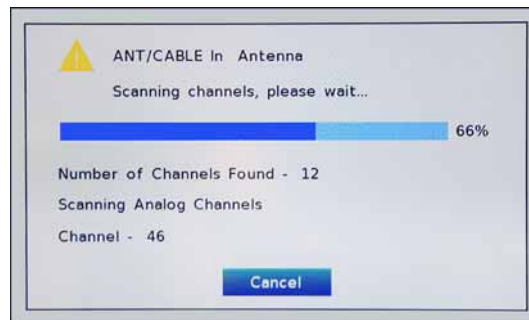 ANT/CABLE In Antenna
Scanning channels, please wait...
66%
Number of Channels Found - 12
Scanning Analog Channels
Channel - 46
Cancel